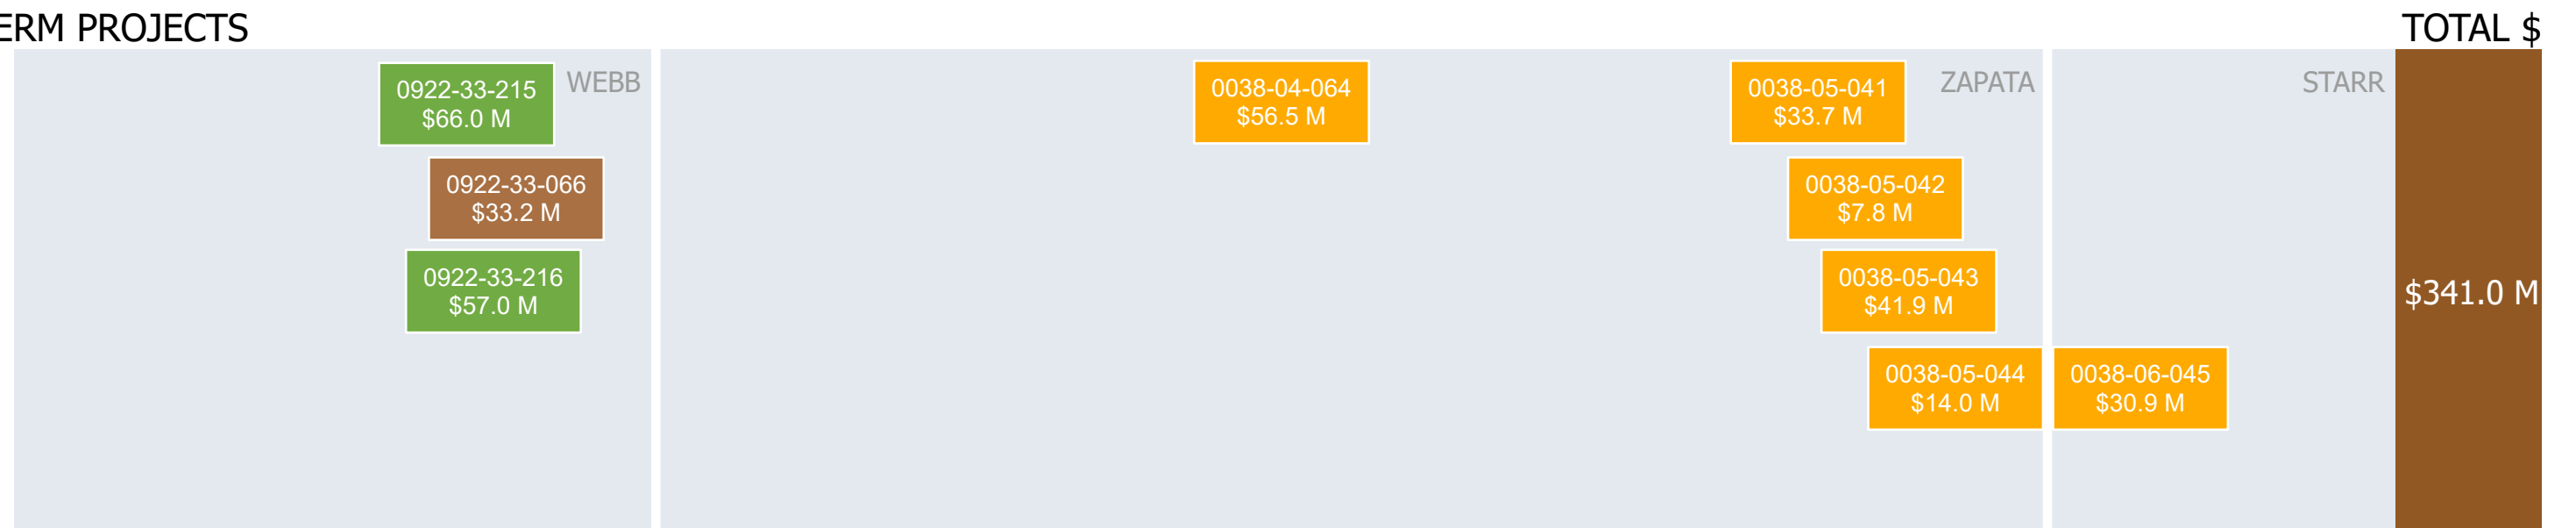 ERM PROJECTS
TOTAL $
WEBB
0922-33-215
$66.0 M
0922-33-066
$33.2 M
0922-33-216
$57.0 M
ZAPATA
0038-04-064
$56.5 M
0038-05-041
$33.7 M
0038-05-042
$7.8 M
0038-05-043
$41.9 M
0038-05-044
$14.0 M
STARR
0038-06-045
$30.9 M
$341.0 M